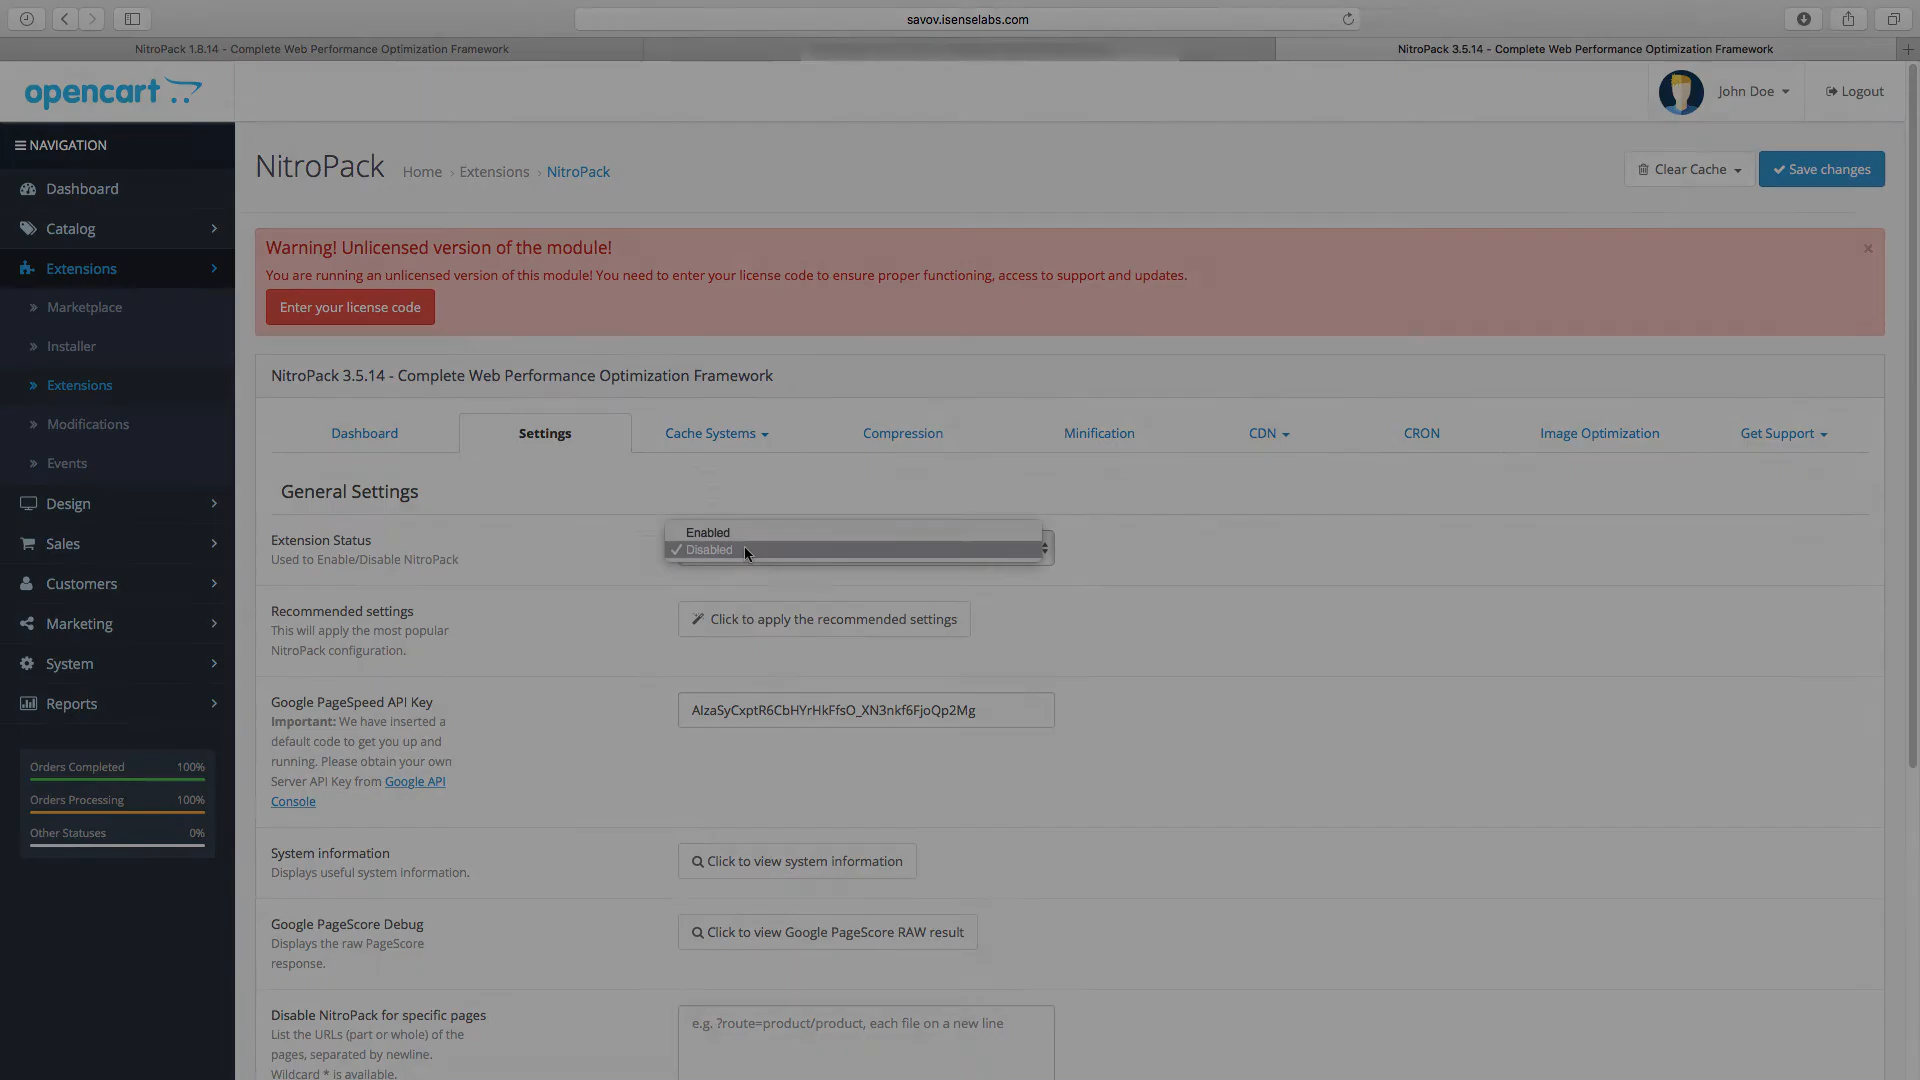 savov.isenselabs.com
NitroPack 1.8.14 - Complete Web Performance Optimization Framework
NitroPack 3.5.14 - Complete Web Performance Optimization Framework
opencart
John Doe
Logout
NAVIGATION
Dashboard
Catalog
Extensions
Marketplace
Installer
Extensions
Modifications
Events
Design
Sales
Customers
Marketing
System
Reports
Orders Completed 100%
Orders Processing 100%
Other Statuses 0%
NitroPack Home › Extensions › NitroPack
Clear Cache
Save changes
Warning! Unlicensed version of the module!
×
You are running an unlicensed version of this module! You need to enter your license code to ensure proper functioning, access to support and updates.
Enter your license code
NitroPack 3.5.14 - Complete Web Performance Optimization Framework
Dashboard Settings Cache Systems Compression Minification CDN CRON Image Optimization Get Support
General Settings
Extension Status
Used to Enable/Disable NitroPack
Enabled
✓ Disabled
Recommended settings
This will apply the most popular
NitroPack configuration.
Click to apply the recommended settings
Google PageSpeed API Key
Important: We have inserted a
default code to get you up and
running. Please obtain your own
Server API Key from Google API
Console
AIzaSyCxptR6CbHYrHkFfsO_XN3nkf6FjoQp2Mg
System information
Displays useful system information.
Click to view system information
Google PageScore Debug
Displays the raw PageScore
response.
Click to view Google PageScore RAW result
Disable NitroPack for specific pages
List the URLs (part or whole) of the
pages, separated by newline.
Wildcard * is available.
e.g. ?route=product/product, each file on a new line